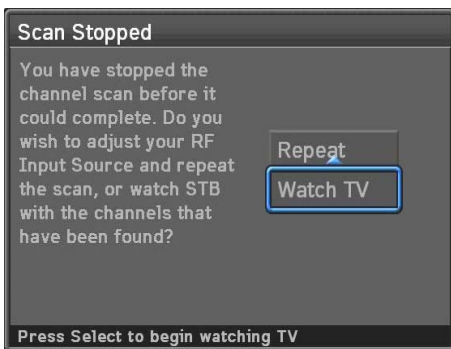 Scan Stopped
You have stopped the
channel scan before it
could complete. Do you
wish to adjust your RF
Input Source and repeat
the scan, or watch STB
with the channels that
have been found?
Repeat
Watch TV
Press Select to begin watching TV